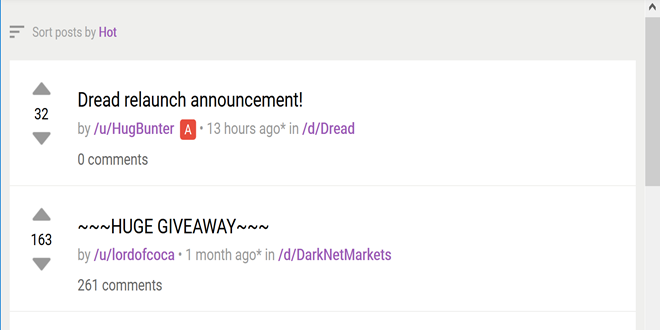 Sort posts by Hot
32
Dread relaunch announcement!
by /u/HugBunter A • 13 hours ago* in /d/Dread
0 comments
163
~~~HUGE GIVEAWAY~~~
by /u/lordofcoca • 1 month ago* in /d/DarkNetMarkets
261 comments